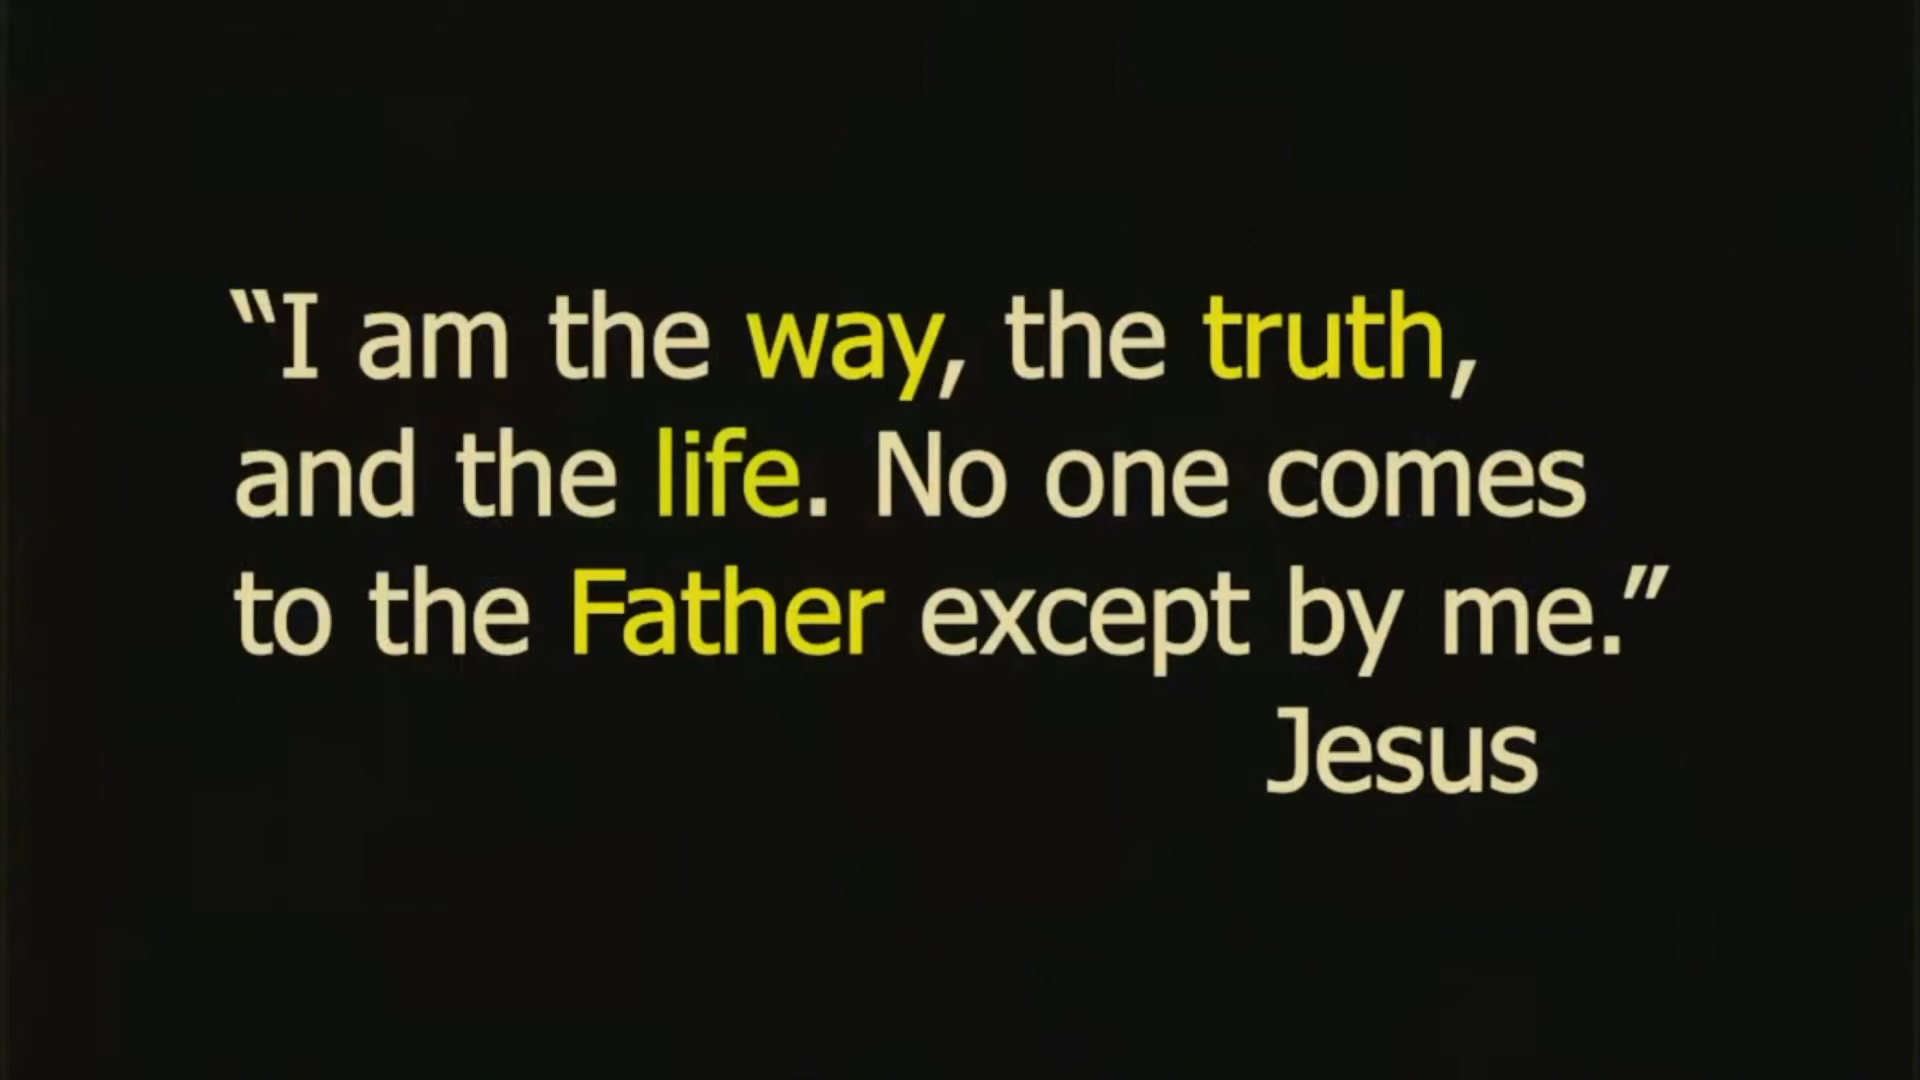 “I am the way, the truth,
and the life. No one comes
to the Father except by me.”
Jesus